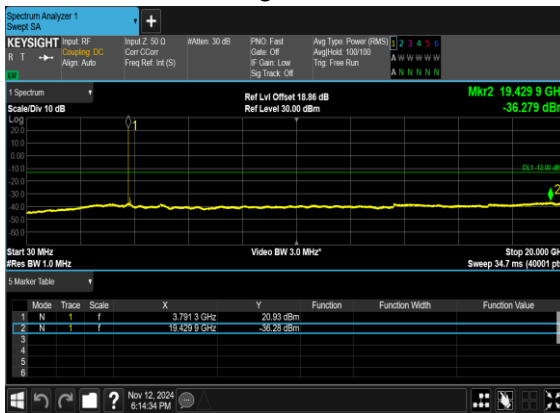 Spectrum Analyzer 1
Swept SA
KEYSIGHT Input: RF Input Z: 50 Ω #Atten: 30 dB PNO: Fast Avg Type: Power (RMS) 1 2 3 4 5 6
R T Coupling: DC Corr CCorr Gate: Off Avg|Hold: 100/100 A W W W W W
Align: Auto Freq Ref: Int (S) IF Gain: Low Trig: Free Run
Sig Track: Off A N N N N N
1 Spectrum Ref Lvl Offset 18.86 dB Mkr2 19.429 9 GH
Scale/Div 10 dB Ref Level 30.00 dBm -36.279 dBr
Log
20.0 1
10.0
0.00
-10.0 DL1 -13.00 dB
-20.0 2
-30.0
-40.0
-50.0
-60.0
Start 30 MHz Video BW 3.0 MHz* Stop 20.000 GH
#Res BW 1.0 MHz Sweep 34.7 ms (40001 pt
5 Marker Table
Mode Trace Scale X Y Function Function Width Function Value
1 N 1 f 3.791 3 GHz 20.93 dBm
2 N 1 f 19.429 9 GHz -36.28 dBm
3
4
5
6
? Nov 12, 2024
6:14:34 PM